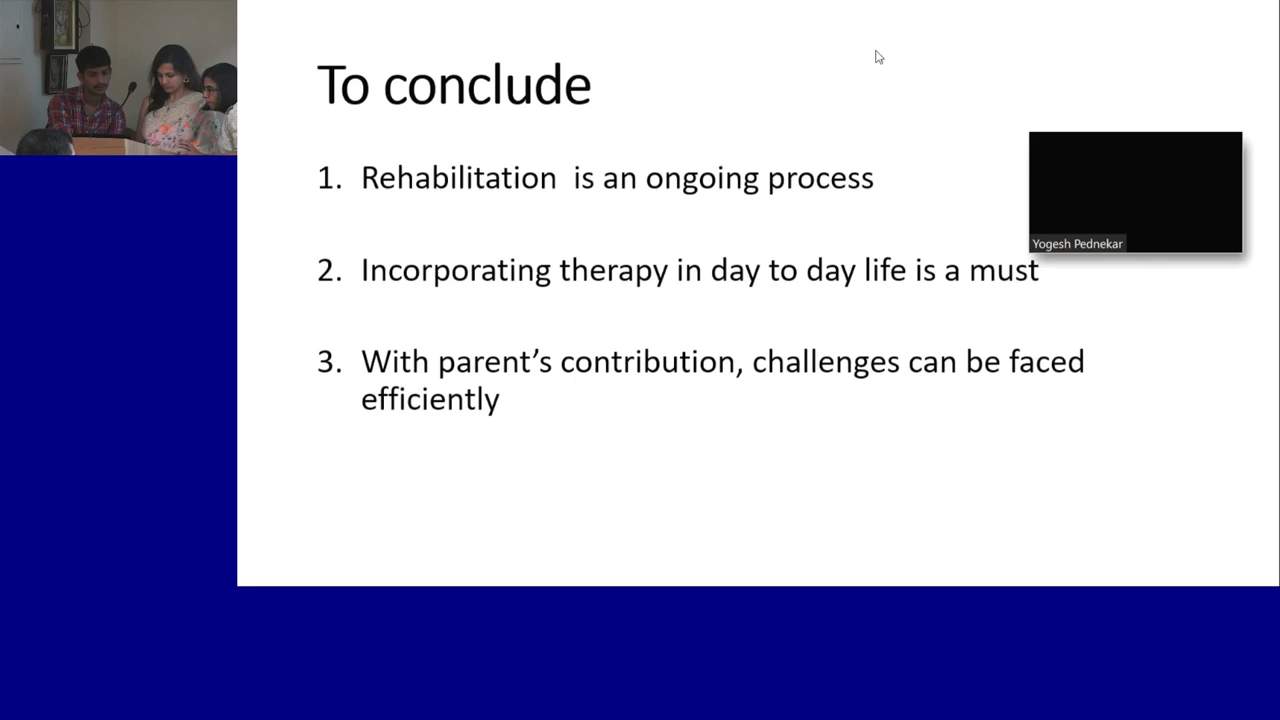 To conclude
1. Rehabilitation  is an ongoing process
Yogesh Pednekar
2. Incorporating therapy in day to day life is a must
3. With parent’s contribution, challenges can be faced
efficiently